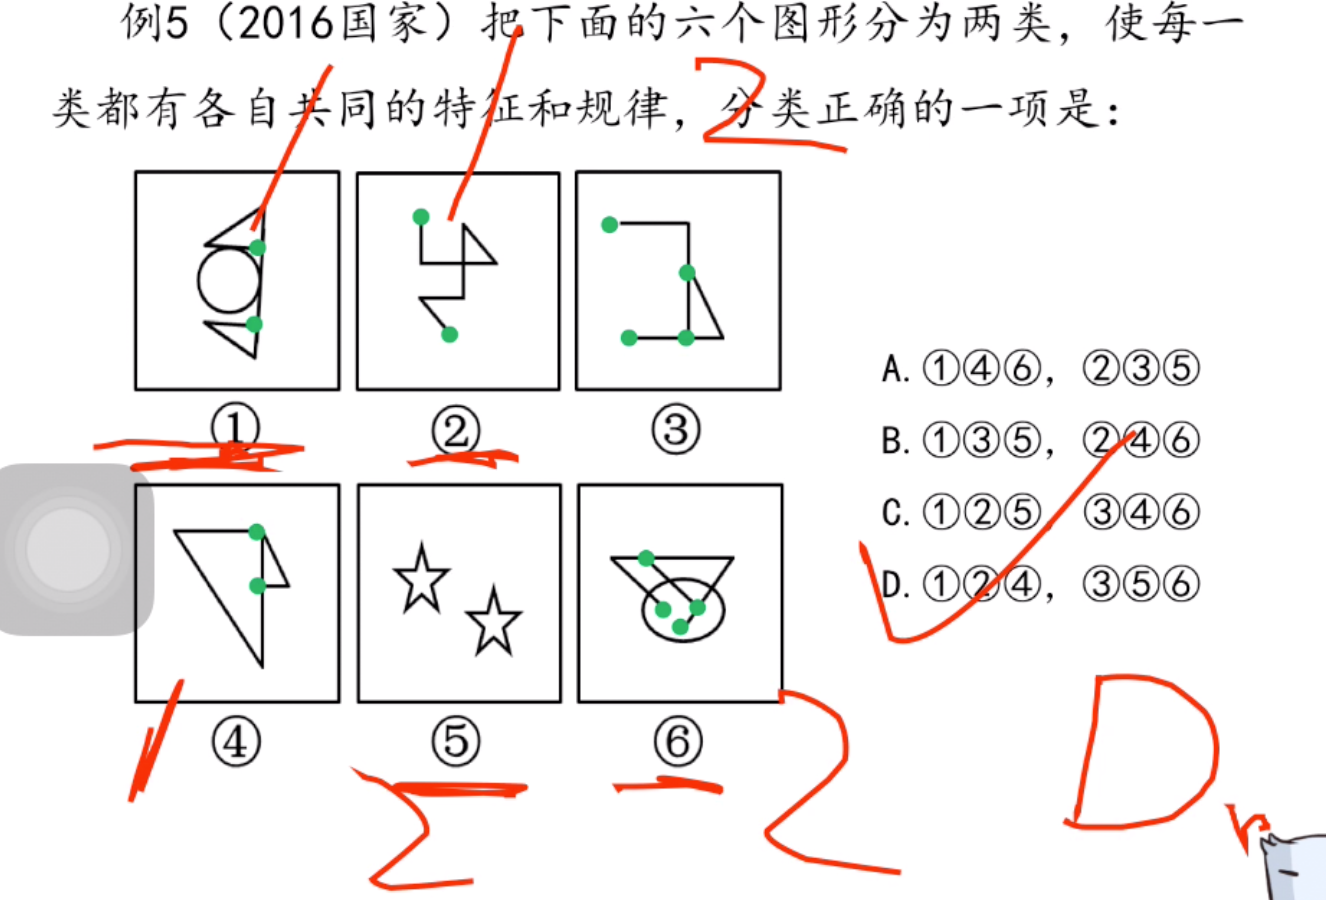 例5（2016国家）把下面的六个图形分为两类，使每一
类都有各自共同的特征和规律，分类正确的一项是：
2
① ② ③
A.①④⑥，②③⑤
B.①③⑤，②④⑥
C.①②⑤，③④⑥
D.①②④，③⑤⑥
④ ⑤ ⑥
1 2 2
D